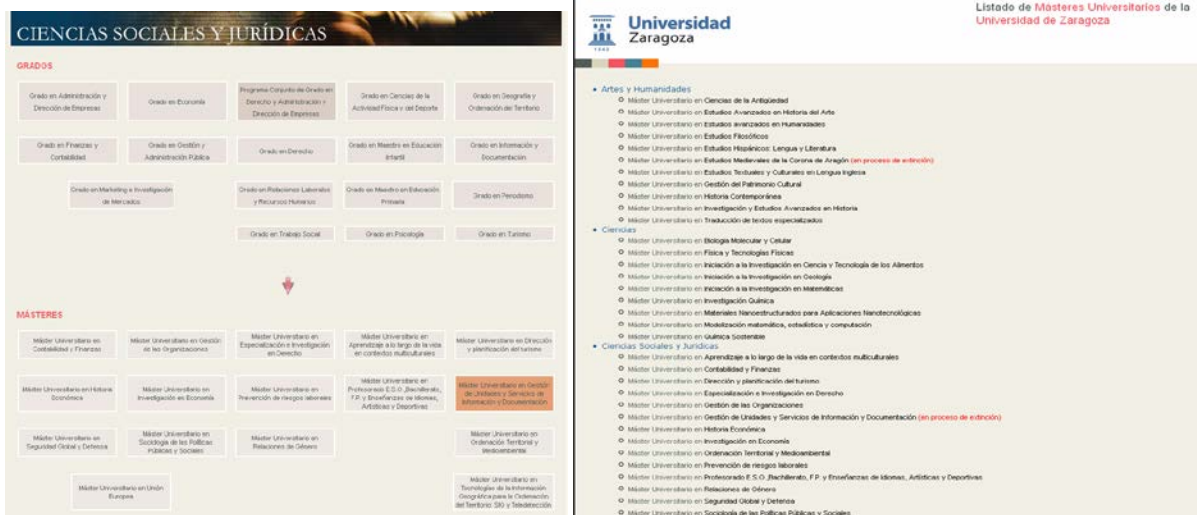 CIENCIAS SOCIALES Y JURÍDICAS
GRADOS
Grado en Administración y
Dirección de Empresas
Grado en Economía
Programa Conjunto de Grado en
Derecho y Administración y
Dirección de Empresas
Grado en Ciencias de la
Actividad Física y del Deporte
Grado en Geografía y
Ordenación del Territorio
Grado en Finanzas y
Contabilidad
Grado en Gestión y
Administración Pública
Grado en Derecho
Grado en Maestro en Educación
Infantil
Grado en Información y
Documentación
Grado en Marketing e Investigación
de Mercados
Grado en Relaciones Laborales
y Recursos Humanos
Grado en Maestro en Educación
Primaria
Grado en Periodismo
Grado en Trabajo Social
Grado en Psicología
Grado en Turismo
MÁSTERES
Máster Universitario en
Contabilidad y Finanzas
Máster Universitario en Gestión
de las Organizaciones
Máster Universitario en
Especialización e Investigación
en Derecho
Máster Universitario en
Aprendizaje a lo largo de la vida
en contextos multiculturales
Máster Universitario en Dirección
y planificación del turismo
Máster Universitario en Historia
Económica
Máster Universitario en
Investigación en Economía
Máster Universitario en
Prevención de riesgos laborales
Máster Universitario en
Profesorado E.S.O.,Bachillerato,
F.P. y Enseñanzas de Idiomas,
Artísticas y Deportivas
Máster Universitario en Gestión
de Unidades y Servicios de
Información y Documentación
Máster Universitario en
Seguridad Global y Defensa
Máster Universitario en
Sociología de las Políticas
Públicas y Sociales
Máster Universitario en
Relaciones de Género
Máster Universitario en
Ordenación Territorial y
Medioambiental
Máster Universitario en Unión
Europea
Máster Universitario en
Tecnologías de la información
Geográfica para la Ordenación
del Territorio: SIG y Teledetección
Universidad
Zaragoza
1542
Listado de Másteres Universitarios de la
Universidad de Zaragoza
Artes y Humanidades
Máster Universitario en Ciencias de la Antigüedad
Máster Universitario en Estudios Avanzados en Historia del Arte
Máster Universitario en Estudios avanzados en Humanidades
Máster Universitario en Estudios Filosóficos
Máster Universitario en Estudios Hispánicos: Lengua y Literatura
Máster Universitario en Estudios Medievales de la Corona de Aragón (en proceso de extinción)
Máster Universitario en Estudios Textuales y Culturales en Lengua Inglesa
Máster Universitario en Gestión del Patrimonio Cultural
Máster Universitario en Historia Contemporánea
Máster Universitario en Investigación y Estudios Avanzados en Historia
Máster Universitario en Traducción de textos especializados
Ciencias
Máster Universitario en Biología Molecular y Celular
Máster Universitario en Física y Tecnologías Físicas
Máster Universitario en Iniciación a la Investigación en Ciencia y Tecnología de los Alimentos
Máster Universitario en Iniciación a la Investigación en Geología
Máster Universitario en Iniciación a la Investigación en Matemáticas
Máster Universitario en Investigación Química
Máster Universitario en Materiales Nanoestructurados para Aplicaciones Nanotecnológicas
Máster Universitario en Modelización matemática, estadística y computación
Máster Universitario en Química Sostenible
Ciencias Sociales y Jurídicas
Máster Universitario en Aprendizaje a lo largo de la vida en contextos multiculturales
Máster Universitario en Contabilidad y Finanzas
Máster Universitario en Dirección y planificación del turismo
Máster Universitario en Especialización e Investigación en Derecho
Máster Universitario en Gestión de las Organizaciones
Máster Universitario en Gestión de Unidades y Servicios de Información y Documentación (en proceso de extinción)
Máster Universitario en Historia Económica
Máster Universitario en Investigación en Economía
Máster Universitario en Ordenación Territorial y Medioambiental
Máster Universitario en Prevención de riesgos laborales
Máster Universitario en Profesorado E.S.O.,Bachillerato, F.P. y Enseñanzas de Idiomas, Artísticas y Deportivas
Máster Universitario en Relaciones de Género
Máster Universitario en Seguridad Global y Defensa
Máster Universitario en Sociología de las Políticas Públicas y Sociales